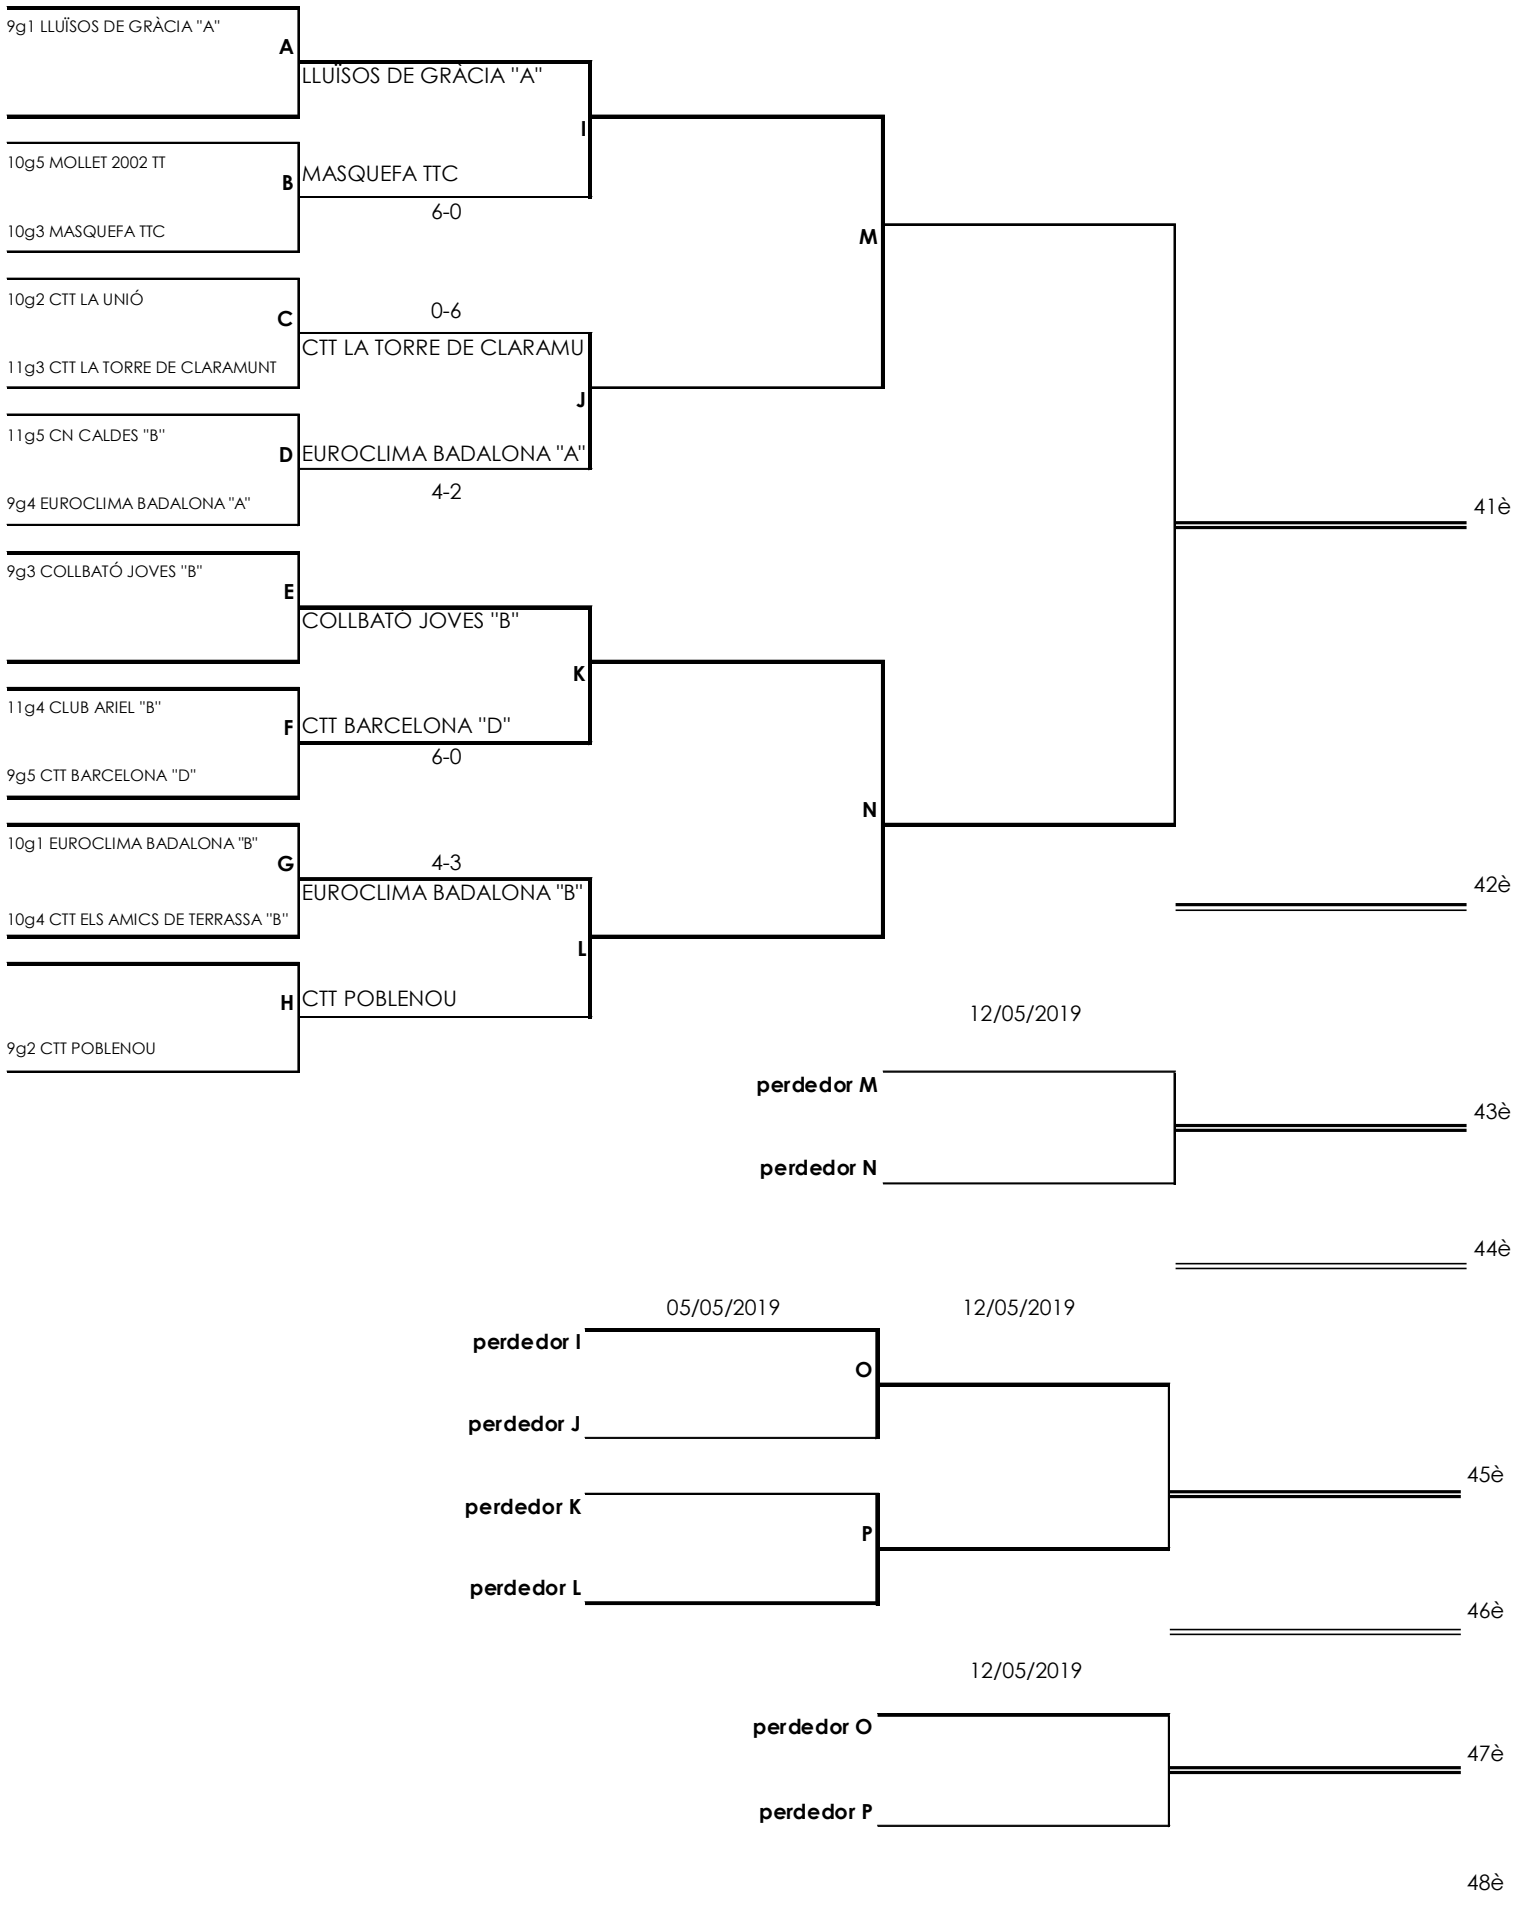 9g1 LLUÏSOS DE GRÀCIA "A"
A
LLUÏSOS DE GRÀCIA "A"
I
10g5 MOLLET 2002 TT
B
MASQUEFA TTC
6-0
10g3 MASQUEFA TTC
M
10g2 CTT LA UNIÓ
0-6
C
CTT LA TORRE DE CLARAMU
11g3 CTT LA TORRE DE CLARAMUNT
J
11g5 CN CALDES "B"
D
EUROCLIMA BADALONA "A"
4-2
9g4 EUROCLIMA BADALONA "A"
41è
9g3 COLLBATÓ JOVES "B"
E
COLLBATÓ JOVES "B"
K
11g4 CLUB ARIEL "B"
F
CTT BARCELONA "D"
6-0
9g5 CTT BARCELONA "D"
N
10g1 EUROCLIMA BADALONA "B"
G
4-3
EUROCLIMA BADALONA "B"
42è
10g4 CTT ELS AMICS DE TERRASSA "B"
L
H
CTT POBLENOU
12/05/2019
9g2 CTT POBLENOU
perdedor M
43è
perdedor N
44è
05/05/2019
12/05/2019
perdedor I
O
perdedor J
45è
perdedor K
P
perdedor L
46è
12/05/2019
perdedor O
47è
perdedor P
48è